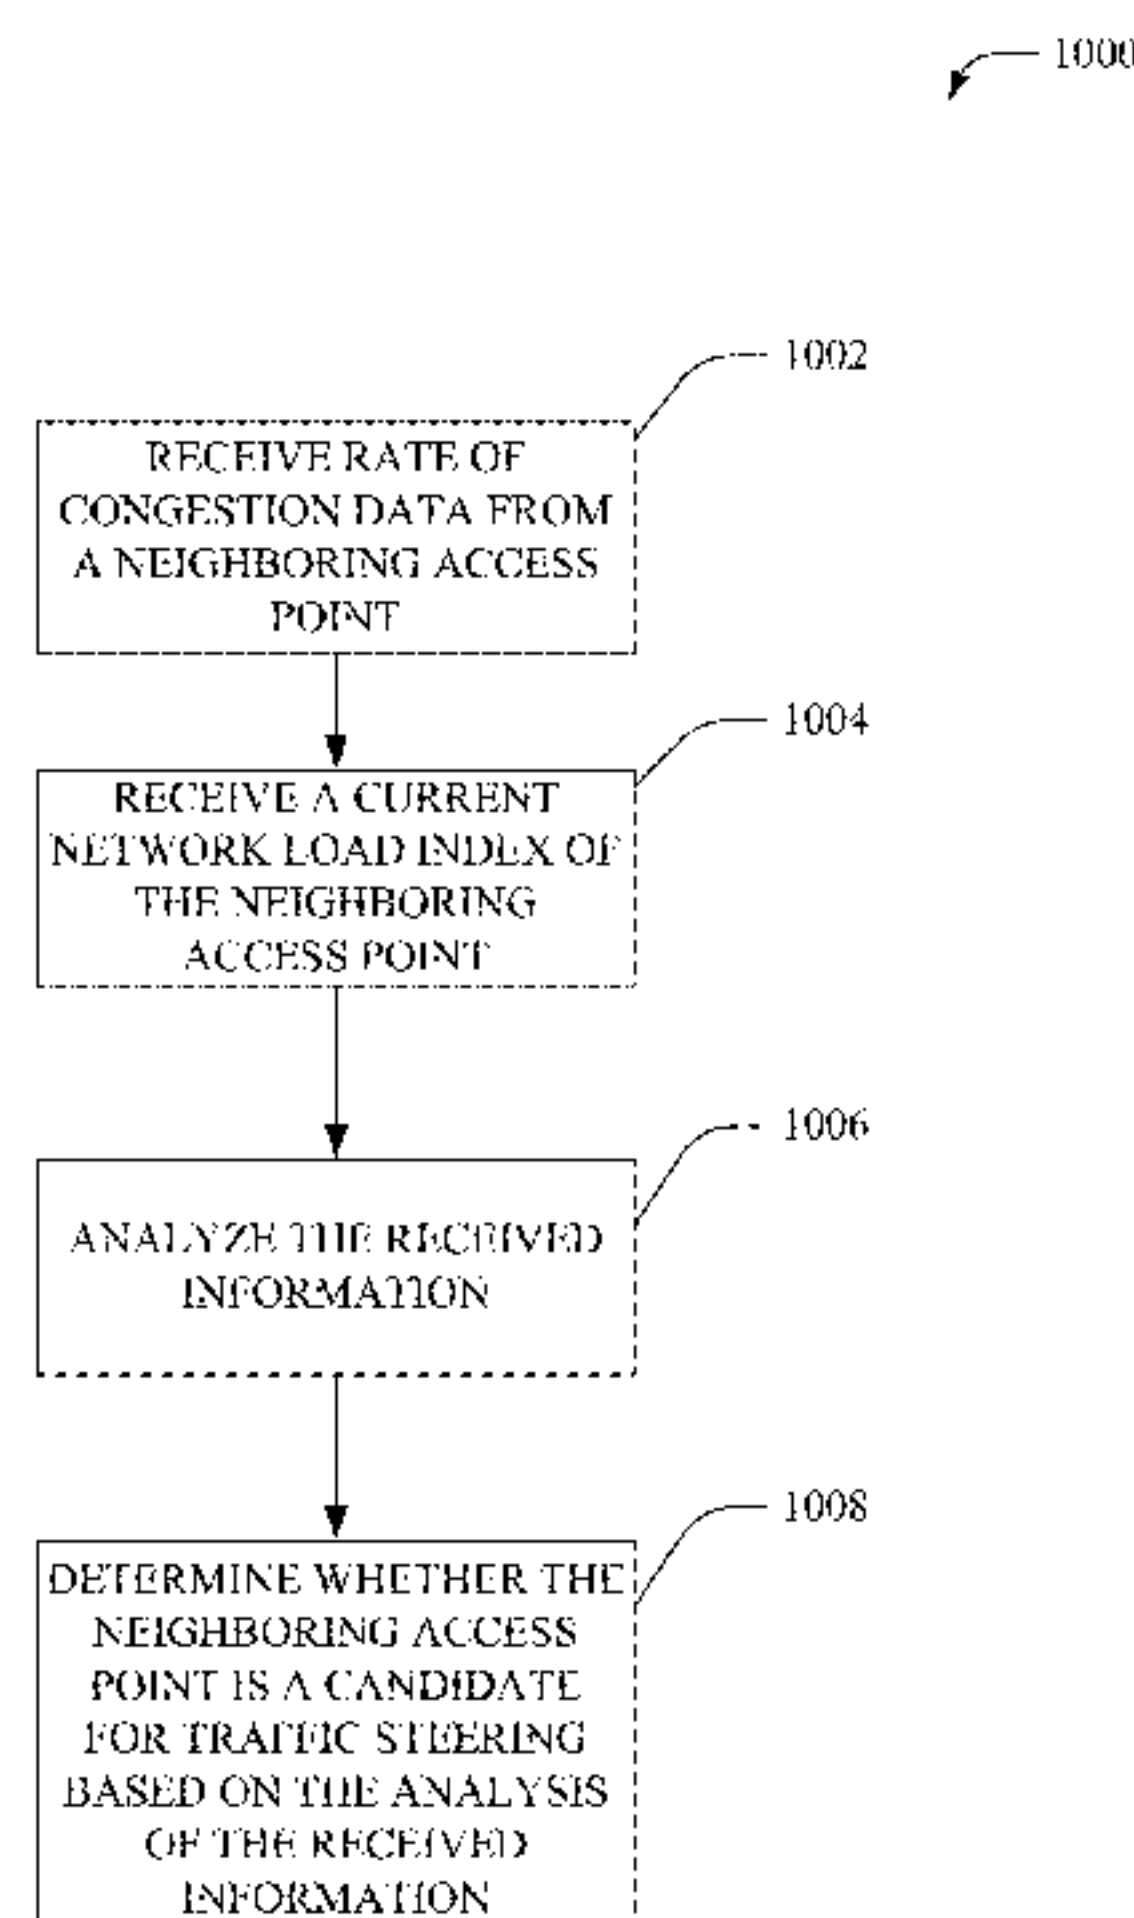 1000
1002
RECEIVE RATE OF
CONGESTION DATA FROM
A NEIGHBORING ACCESS
POINT
1004
RECEIVE A CURRENT
NETWORK LOAD INDEX OF
THE NEIGHBORING
ACCESS POINT
1006
ANALYZE THE RECEIVED
INFORMATION
1008
DETERMINE WHETHER THE
NEIGHBORING ACCESS
POINT IS A CANDIDATE
FOR TRAFFIC STEERING
BASED ON THE ANALYSIS
OF THE RECEIVED
INFORMATION